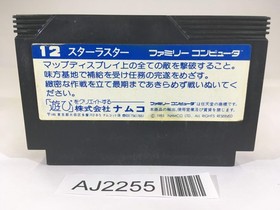 12 スターラスター ファミリー コンピュータ
マップディスプレイ上の全ての敵を撃破すること。
味方基地で補給を受け任務の完遂をめざす。
緻密な作戦を立て最後まであきらめず戦いぬいてください。
「遊び」をクリエイトする
株式会社ナムコ
AJ2255